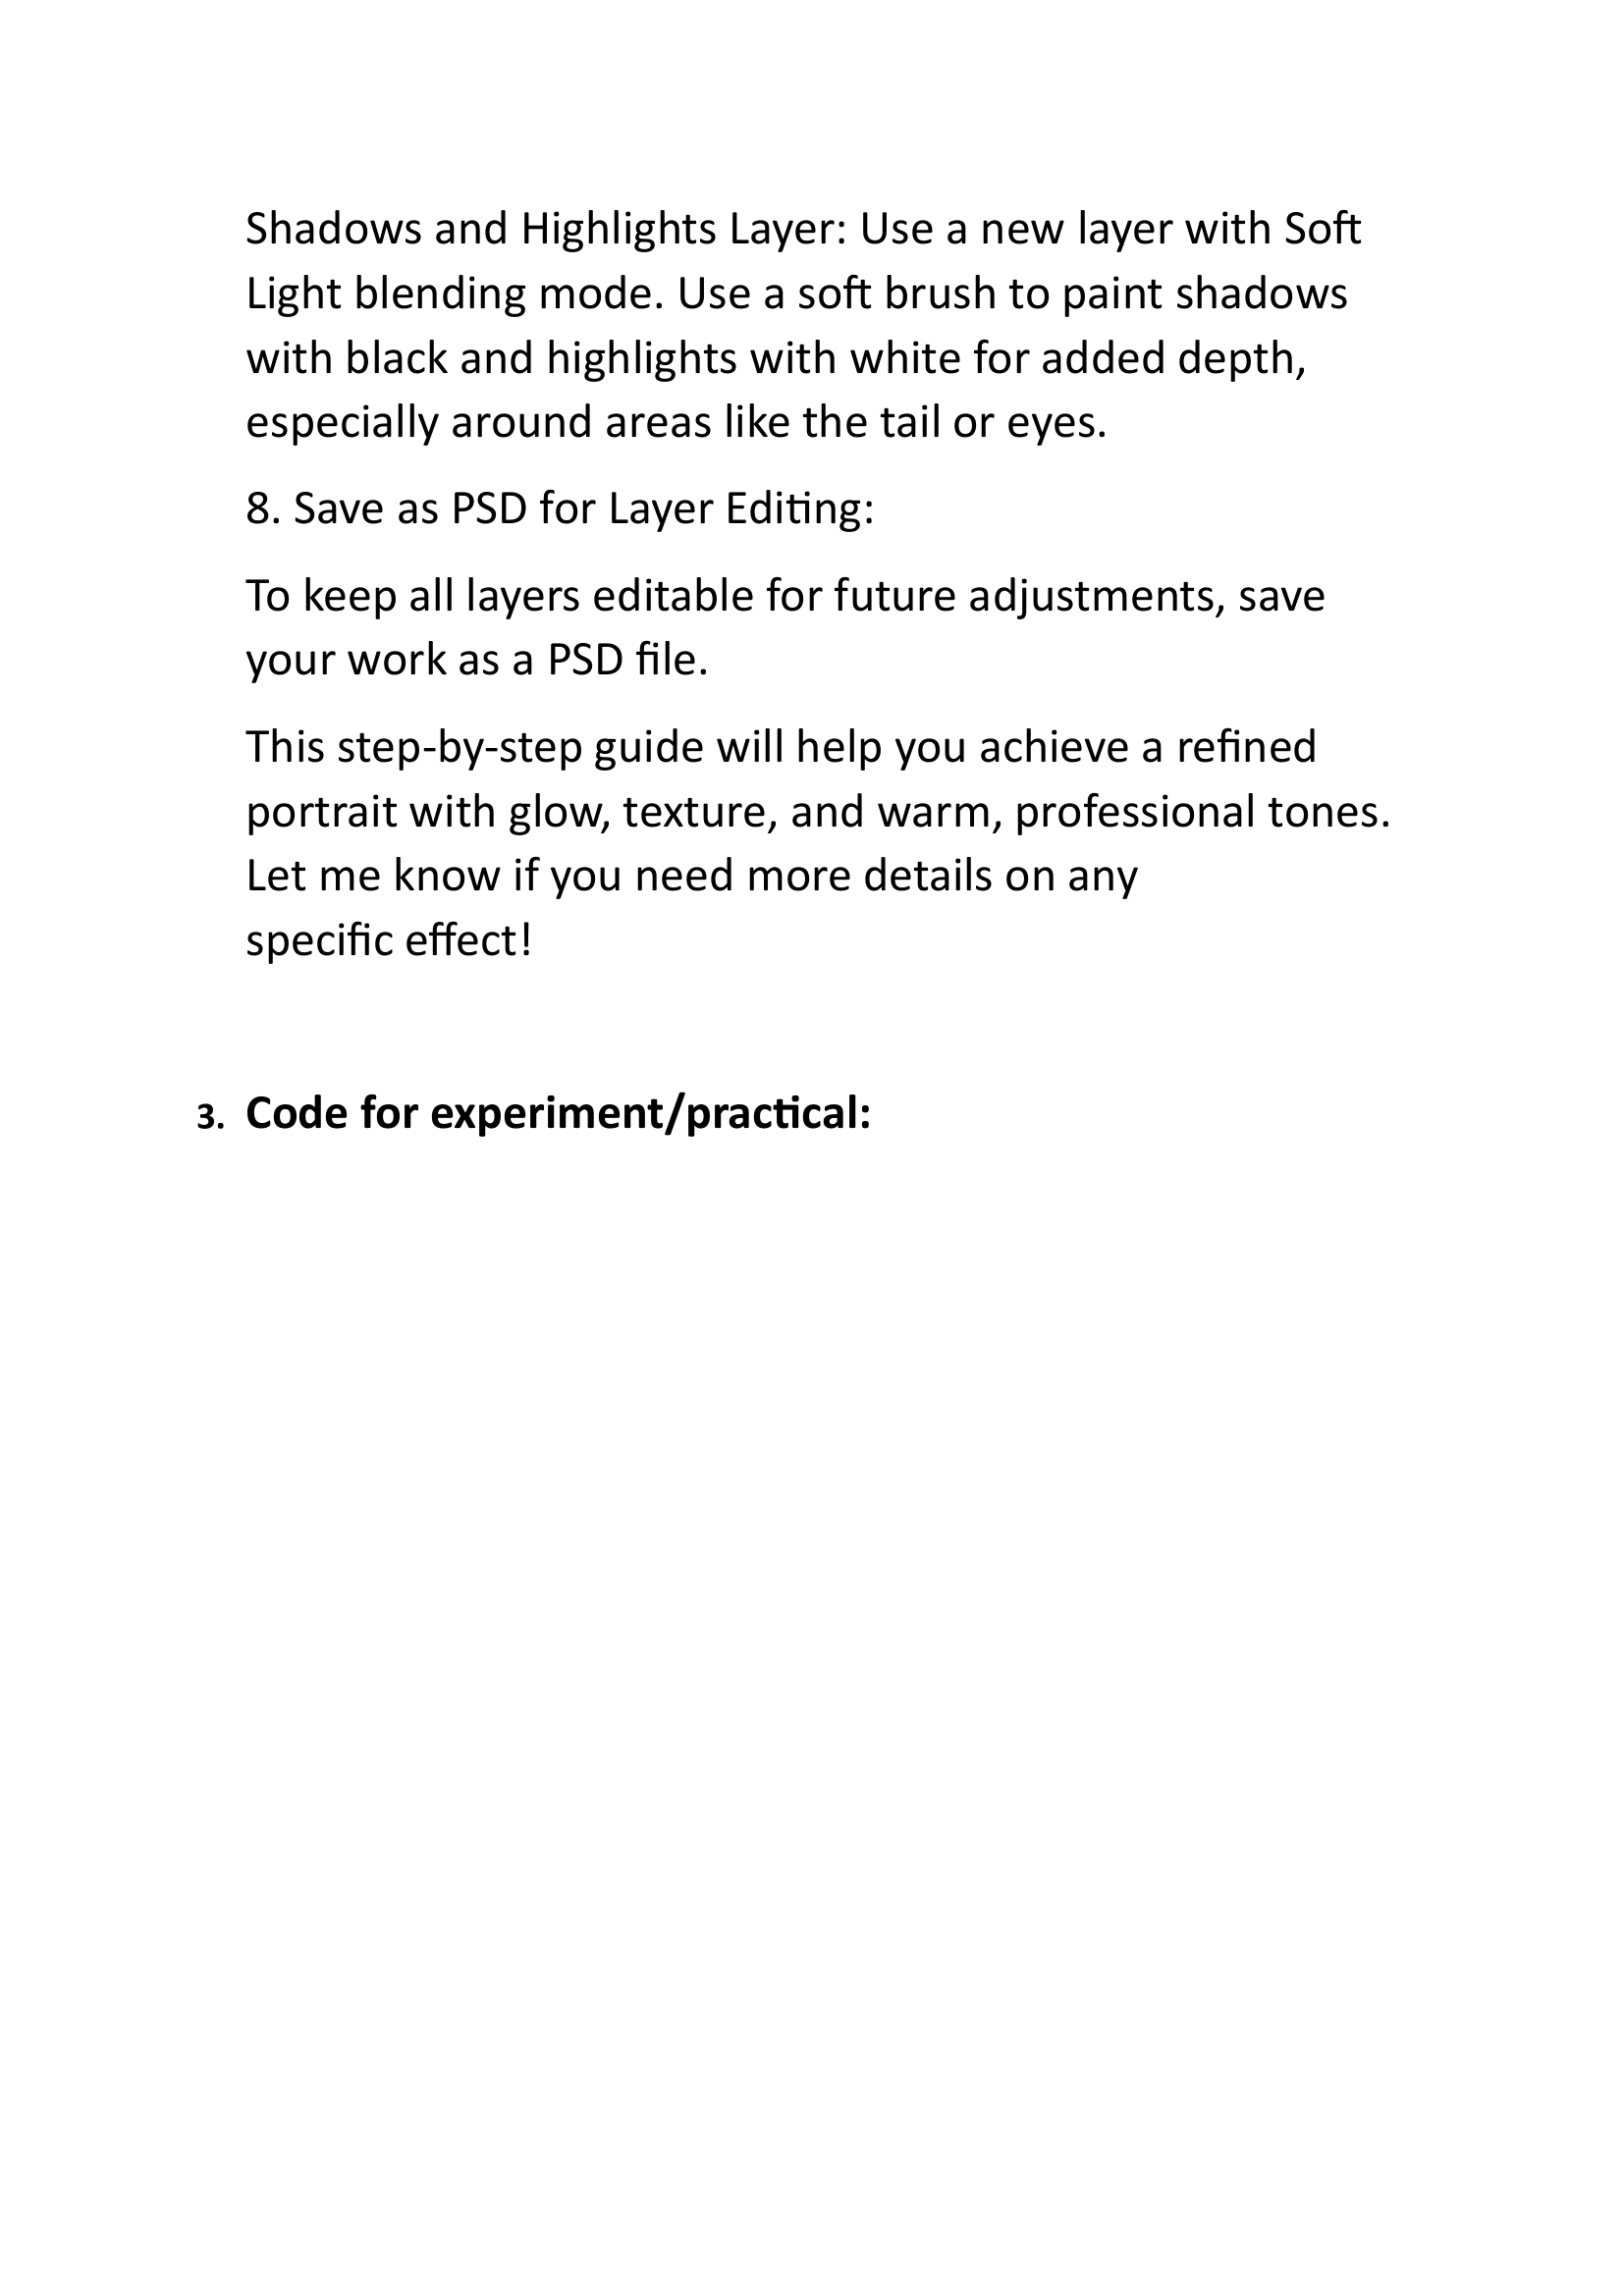 Shadows and Highlights Layer: Use a new layer with Soft
Light blending mode. Use a soft brush to paint shadows
with black and highlights with white for added depth,
especially around areas like the tail or eyes.
8. Save as PSD for Layer Editing:
To keep all layers editable for future adjustments, save
your work as a PSD file.
This step-by-step guide will help you achieve a refined
portrait with glow, texture, and warm, professional tones.
Let me know if you need more details on any
specific effect!
3. Code for experiment/practical: